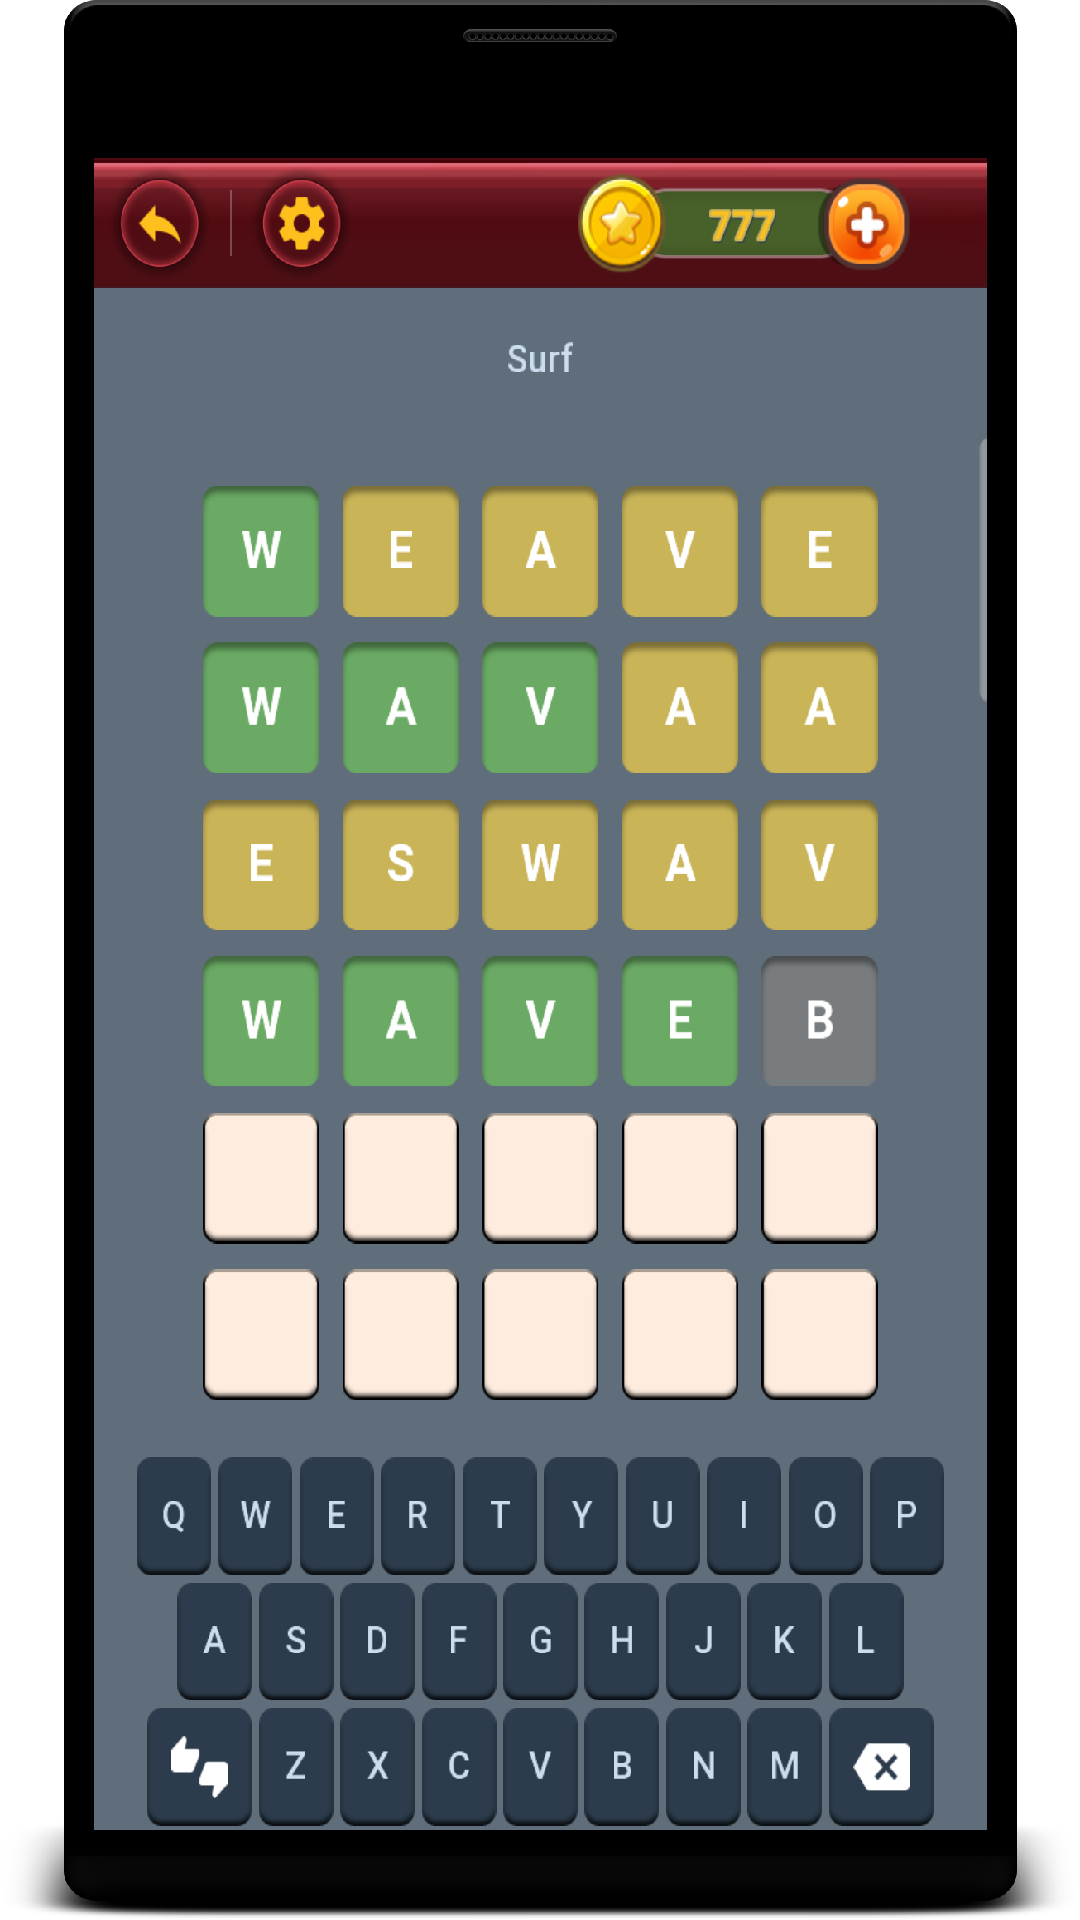 777
Surf
W E A V E
W A V A A
E S W A V
W A V E B
Q W E R T Y U I O P
A S D F G H J K L
Z X C V B N M